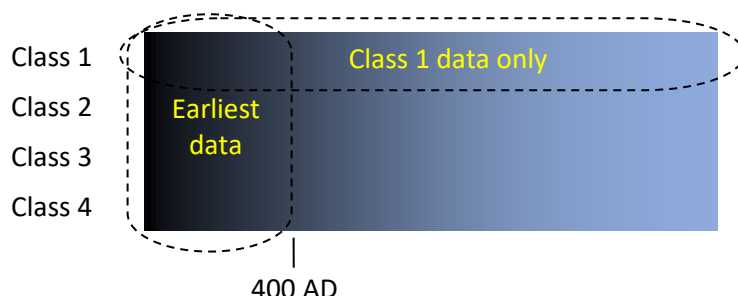 Class 1
Class 1 data only
Class 2
Earliest
data
Class 3
Class 4
400 AD